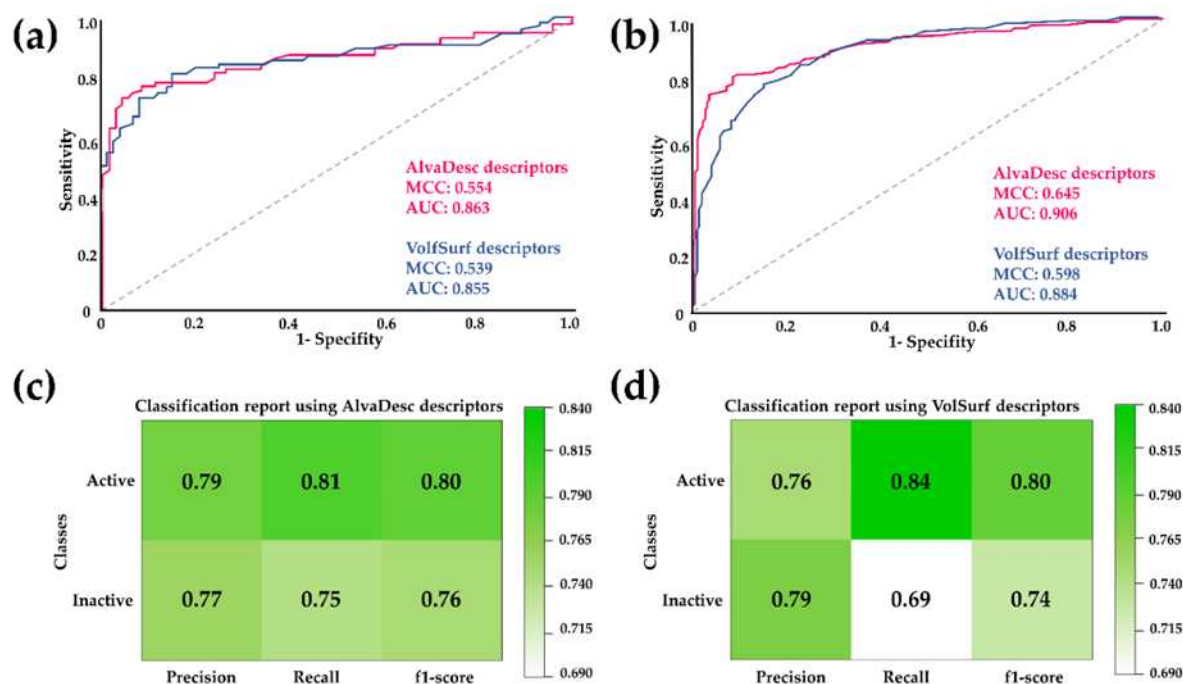 (a)
1.0
0.8
0.6
0.4
0.2
0
Sensitivity
AlvaDesc descriptors
MCC: 0.554
AUC: 0.863
VolfSurf descriptors
MCC: 0.539
AUC: 0.855
0 0.2 0.4 0.6 0.8 1.0
1- Specifity
(b)
1.0
0.8
0.6
0.4
0.2
0
Sensitivity
AlvaDesc descriptors
MCC: 0.645
AUC: 0.906
VolfSurf descriptors
MCC: 0.598
AUC: 0.884
0 0.2 0.4 0.6 0.8 1.0
1- Specifity
(c)
Classification report using AlvaDesc descriptors
Classes
Active 0.79 0.81 0.80
Inactive 0.77 0.75 0.76
Precision Recall f1-score
0.840
0.815
0.790
0.765
0.740
0.715
0.690
(d)
Classification report using VolSurf descriptors
Classes
Active 0.76 0.84 0.80
Inactive 0.79 0.69 0.74
Precision Recall f1-score
0.840
0.815
0.790
0.765
0.740
0.715
0.690